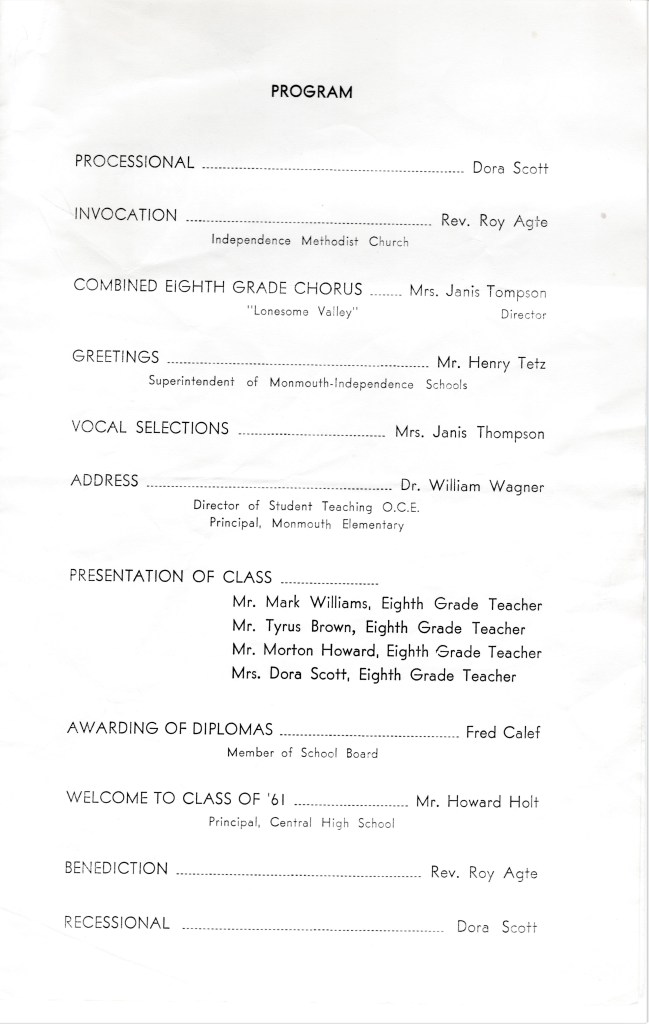 PROGRAM
PROCESSIONAL ................ Dora Scott
INVOCATION ................ Rev. Roy Agte
Independence Methodist Church
COMBINED EIGHTH GRADE CHORUS ........ Mrs. Janis Tompson
"Lonesome Valley" Director
GREETINGS ................ Mr. Henry Tetz
Superintendent of Monmouth-Independence Schools
VOCAL SELECTIONS ................ Mrs. Janis Thompson
ADDRESS ................ Dr. William Wagner
Director of Student Teaching O.C.E.
Principal, Monmouth Elementary
PRESENTATION OF CLASS ................
Mr. Mark Williams, Eighth Grade Teacher
Mr. Tyrus Brown, Eighth Grade Teacher
Mr. Morton Howard, Eighth Grade Teacher
Mrs. Dora Scott, Eighth Grade Teacher
AWARDING OF DIPLOMAS ................ Fred Calef
Member of School Board
WELCOME TO CLASS OF '61 ................ Mr. Howard Holt
Principal, Central High School
BENEDICTION ................ Rev. Roy Agte
RECESSIONAL ................ Dora Scott